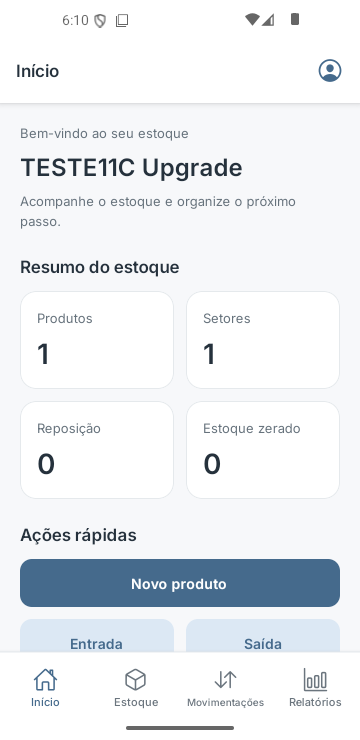 6:10
Início
Bem-vindo ao seu estoque
TESTE11C Upgrade
Acompanhe o estoque e organize o próximo
passo.
Resumo do estoque
Produtos
1
Setores
1
Reposição
0
Estoque zerado
0
Ações rápidas
Novo produto
Entrada
Saída
Início
Estoque
Movimentações
Relatórios